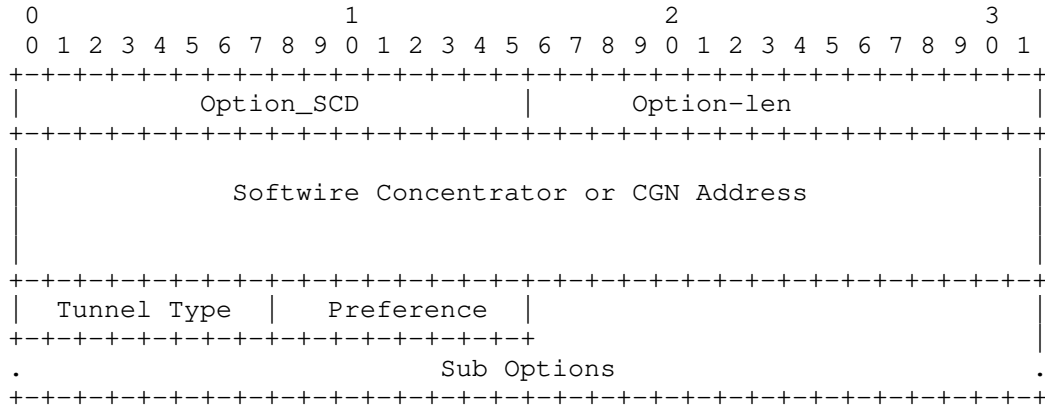 0                   1                   2                   3
 0 1 2 3 4 5 6 7 8 9 0 1 2 3 4 5 6 7 8 9 0 1 2 3 4 5 6 7 8 9 0 1
+-+-+-+-+-+-+-+-+-+-+-+-+-+-+-+-+-+-+-+-+-+-+-+-+-+-+-+-+-+-+-+-+
|           Option_SCD          |      Option-len               |
+-+-+-+-+-+-+-+-+-+-+-+-+-+-+-+-+-+-+-+-+-+-+-+-+-+-+-+-+-+-+-+-+
|                                                               |
|             Softwire Concentrator or CGN Address              |
|                                                               |
|                                                               |
+-+-+-+-+-+-+-+-+-+-+-+-+-+-+-+-+-+-+-+-+-+-+-+-+-+-+-+-+-+-+-+-+
|  Tunnel Type  |   Preference  |                               |
+-+-+-+-+-+-+-+-+-+-+-+-+-+-+-+-+                               |
.                          Sub Options                          .
+-+-+-+-+-+-+-+-+-+-+-+-+-+-+-+-+-+-+-+-+-+-+-+-+-+-+-+-+-+-+-+-+